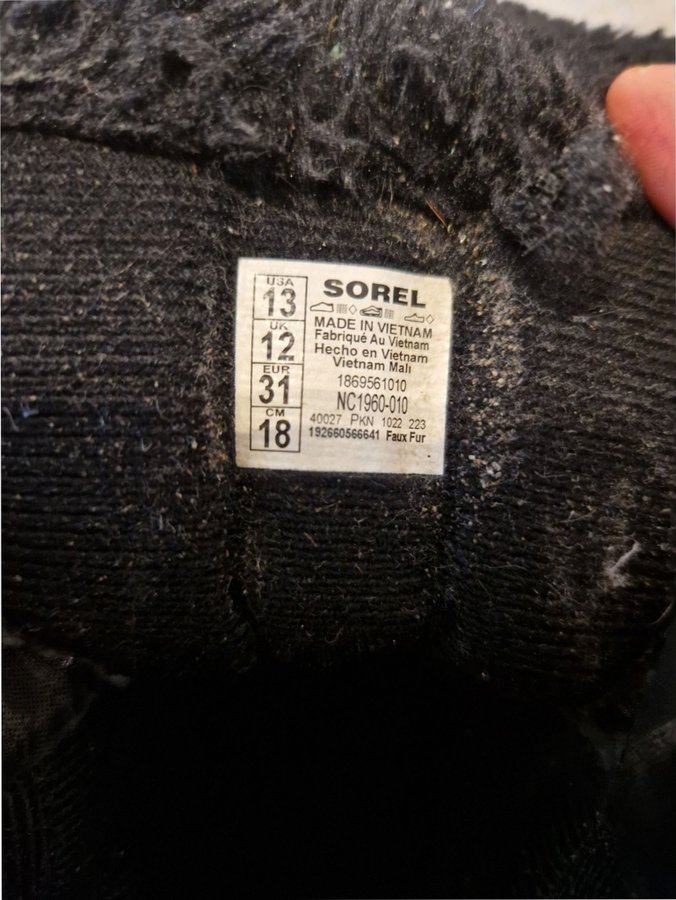 USA
13
UK
12
EUR
31
CM
18
SOREL
MADE IN VIETNAM
Fabriqué Au Vietnam
Hecho en Vietnam
Vietnam Malı
1869561010
NC1960-010
40027 PKN 1022 223
192660566641 Faux Fur